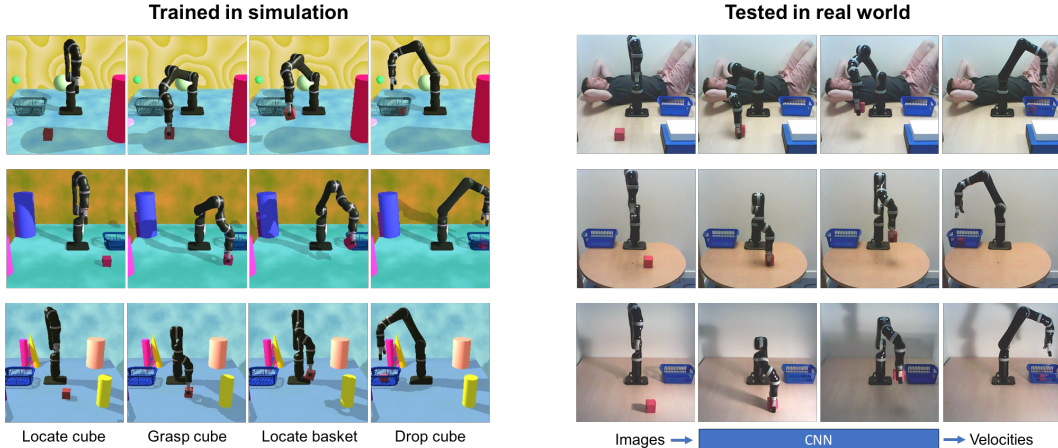 Trained in simulation
Tested in real world
Locate cube
Grasp cube
Locate basket
Drop cube
Images
CNN
Velocities